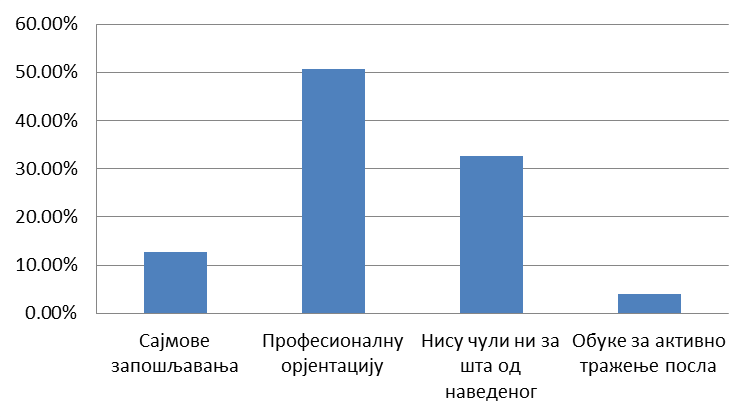 60.00%
50.00%
40.00%
30.00%
20.00%
10.00%
0.00%
Сајмове
запошљавања
Професионалну
орјентацију
Нису чули ни за
шта од
наведеног
Обуке за активно
тражење посла